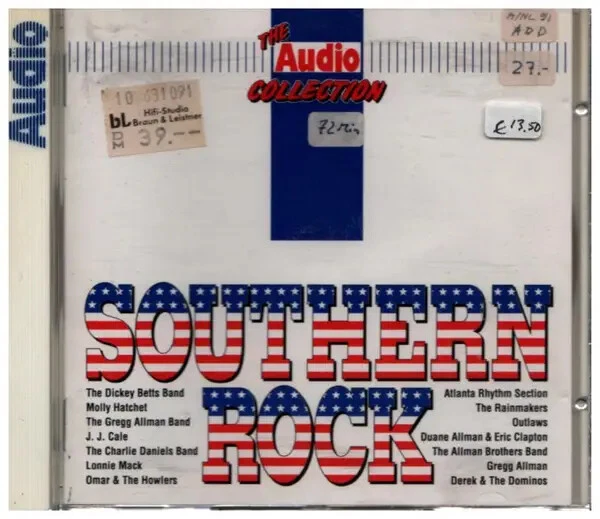 Audio
THE
Audio
COLLECTION
M/NL 91
ADD
27.-
10 631091
bL Hifi-Studio
Braun & Leistner
DM 39.-
72 Min
€ 13.50
SOUTHERN
ROCK
The Dickey Betts Band
Molly Hatchet
The Gregg Allman Band
J. J. Cale
The Charlie Daniels Band
Lonnie Mack
Omar & The Howlers
Atlanta Rhythm Section
The Rainmakers
Outlaws
Duane Allman & Eric Clapton
The Allman Brothers Band
Gregg Allman
Derek & The Dominos